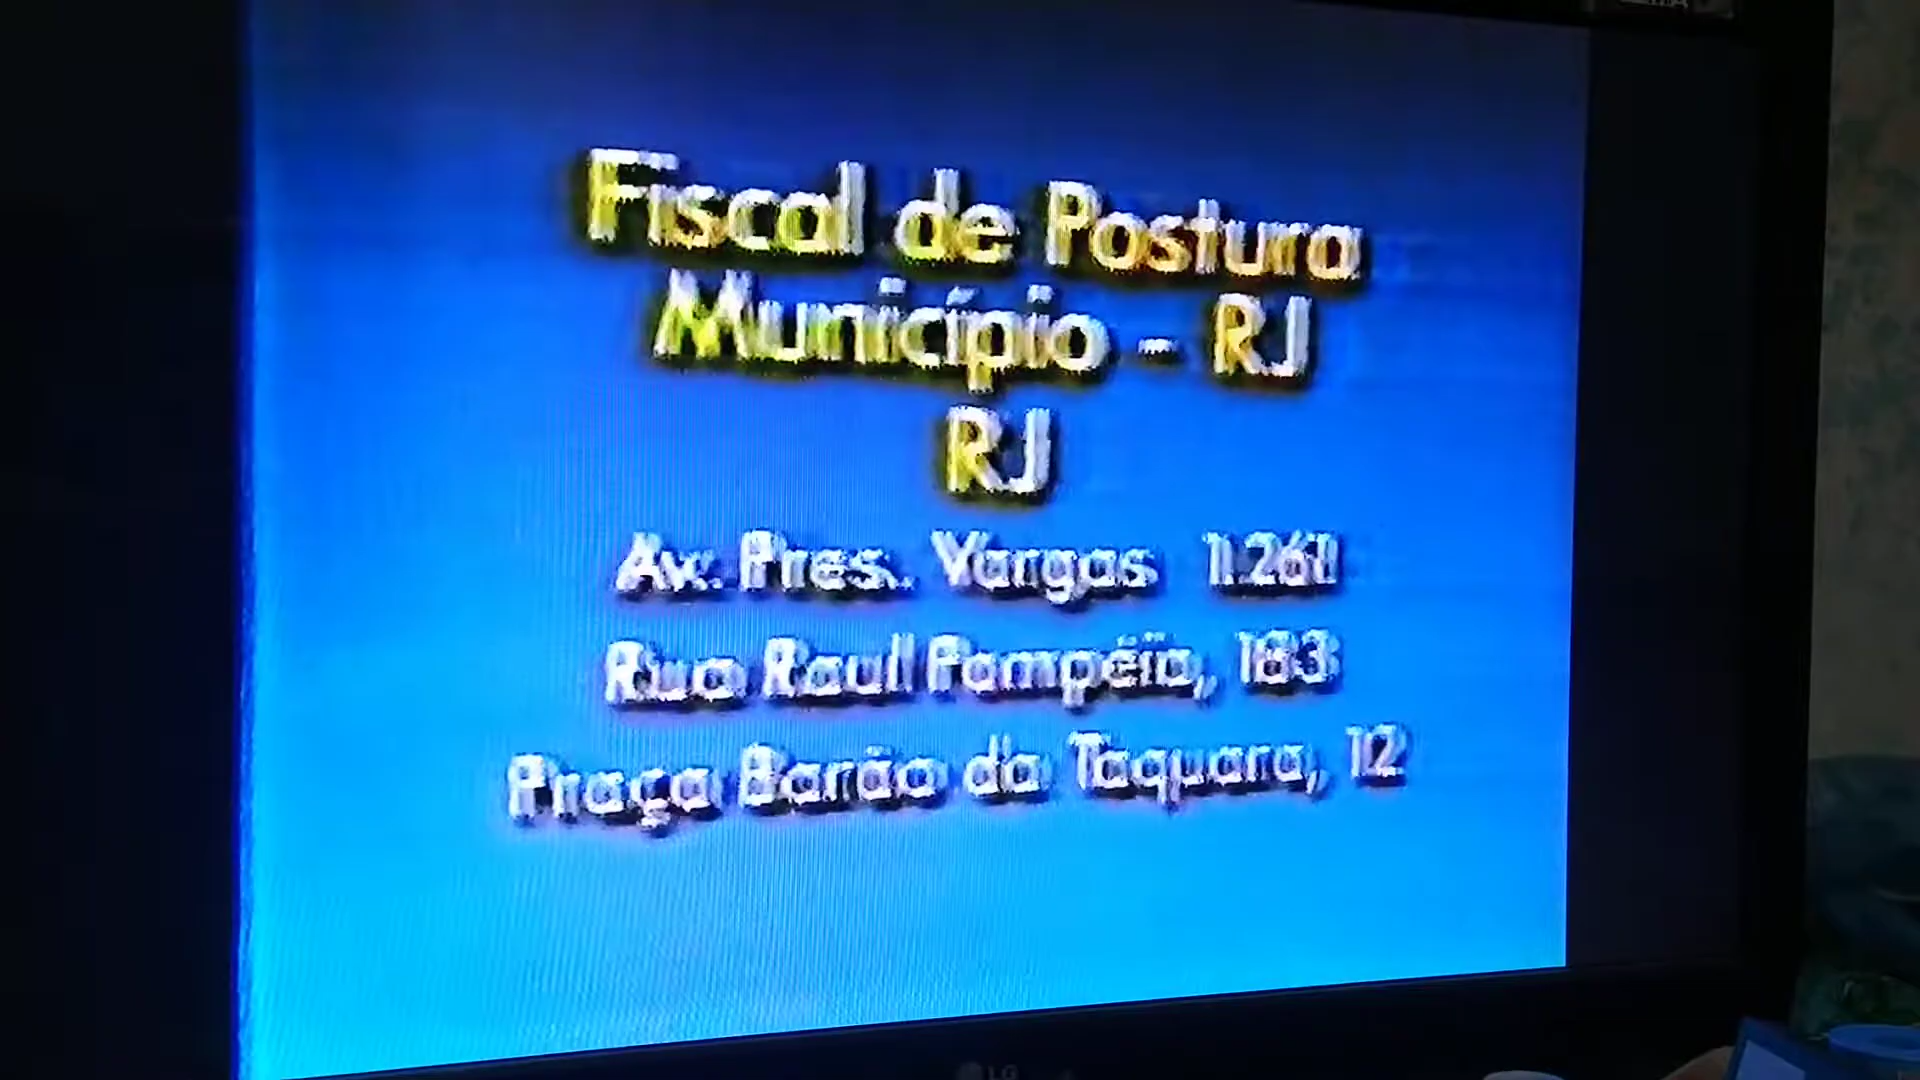 Fiscal de Postura
Município - RJ
RJ
Av. Pres. Vargas 1.261
Rua Raul Pompéia, 183
Praça Barão da Taquara, 12
LG